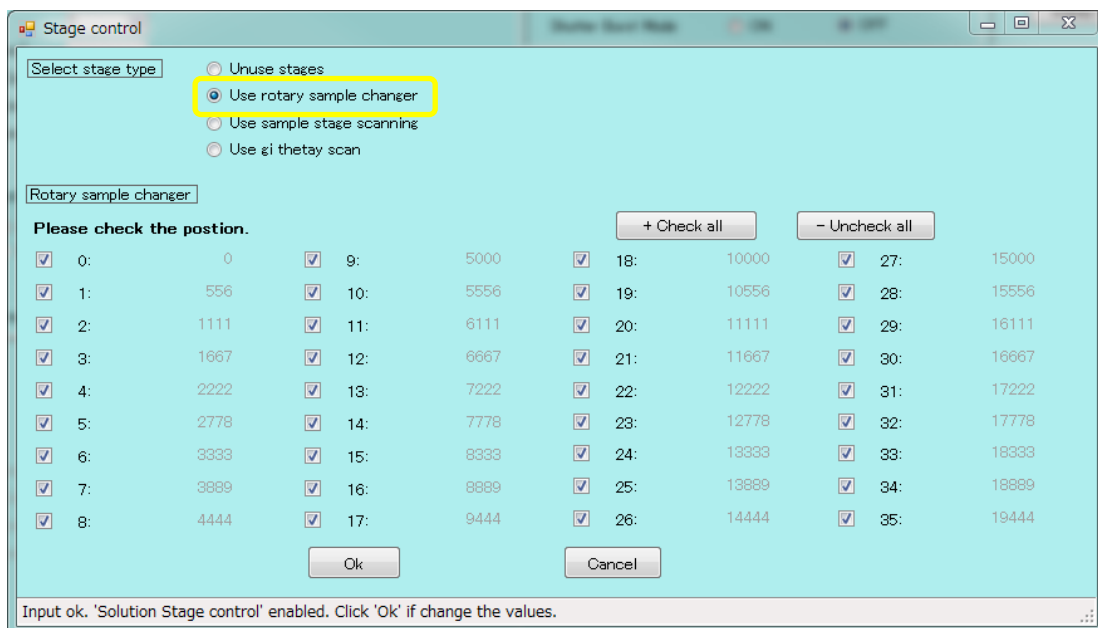 Stage control
Select stage type
Unuse stages
Use rotary sample changer
Use sample stage scanning
Use gi thetay scan
Rotary sample changer
Please check the postion.
+ Check all
- Uncheck all
0: 0 9: 5000 18: 10000 27: 15000
1: 556 10: 5556 19: 10556 28: 15556
2: 1111 11: 6111 20: 11111 29: 16111
3: 1667 12: 6667 21: 11667 30: 16667
4: 2222 13: 7222 22: 12222 31: 17222
5: 2778 14: 7778 23: 12778 32: 17778
6: 3333 15: 8333 24: 13333 33: 18333
7: 3889 16: 8889 25: 13889 34: 18889
8: 4444 17: 9444 26: 14444 35: 19444
Ok
Cancel
Input ok. 'Solution Stage control' enabled. Click 'Ok' if change the values.